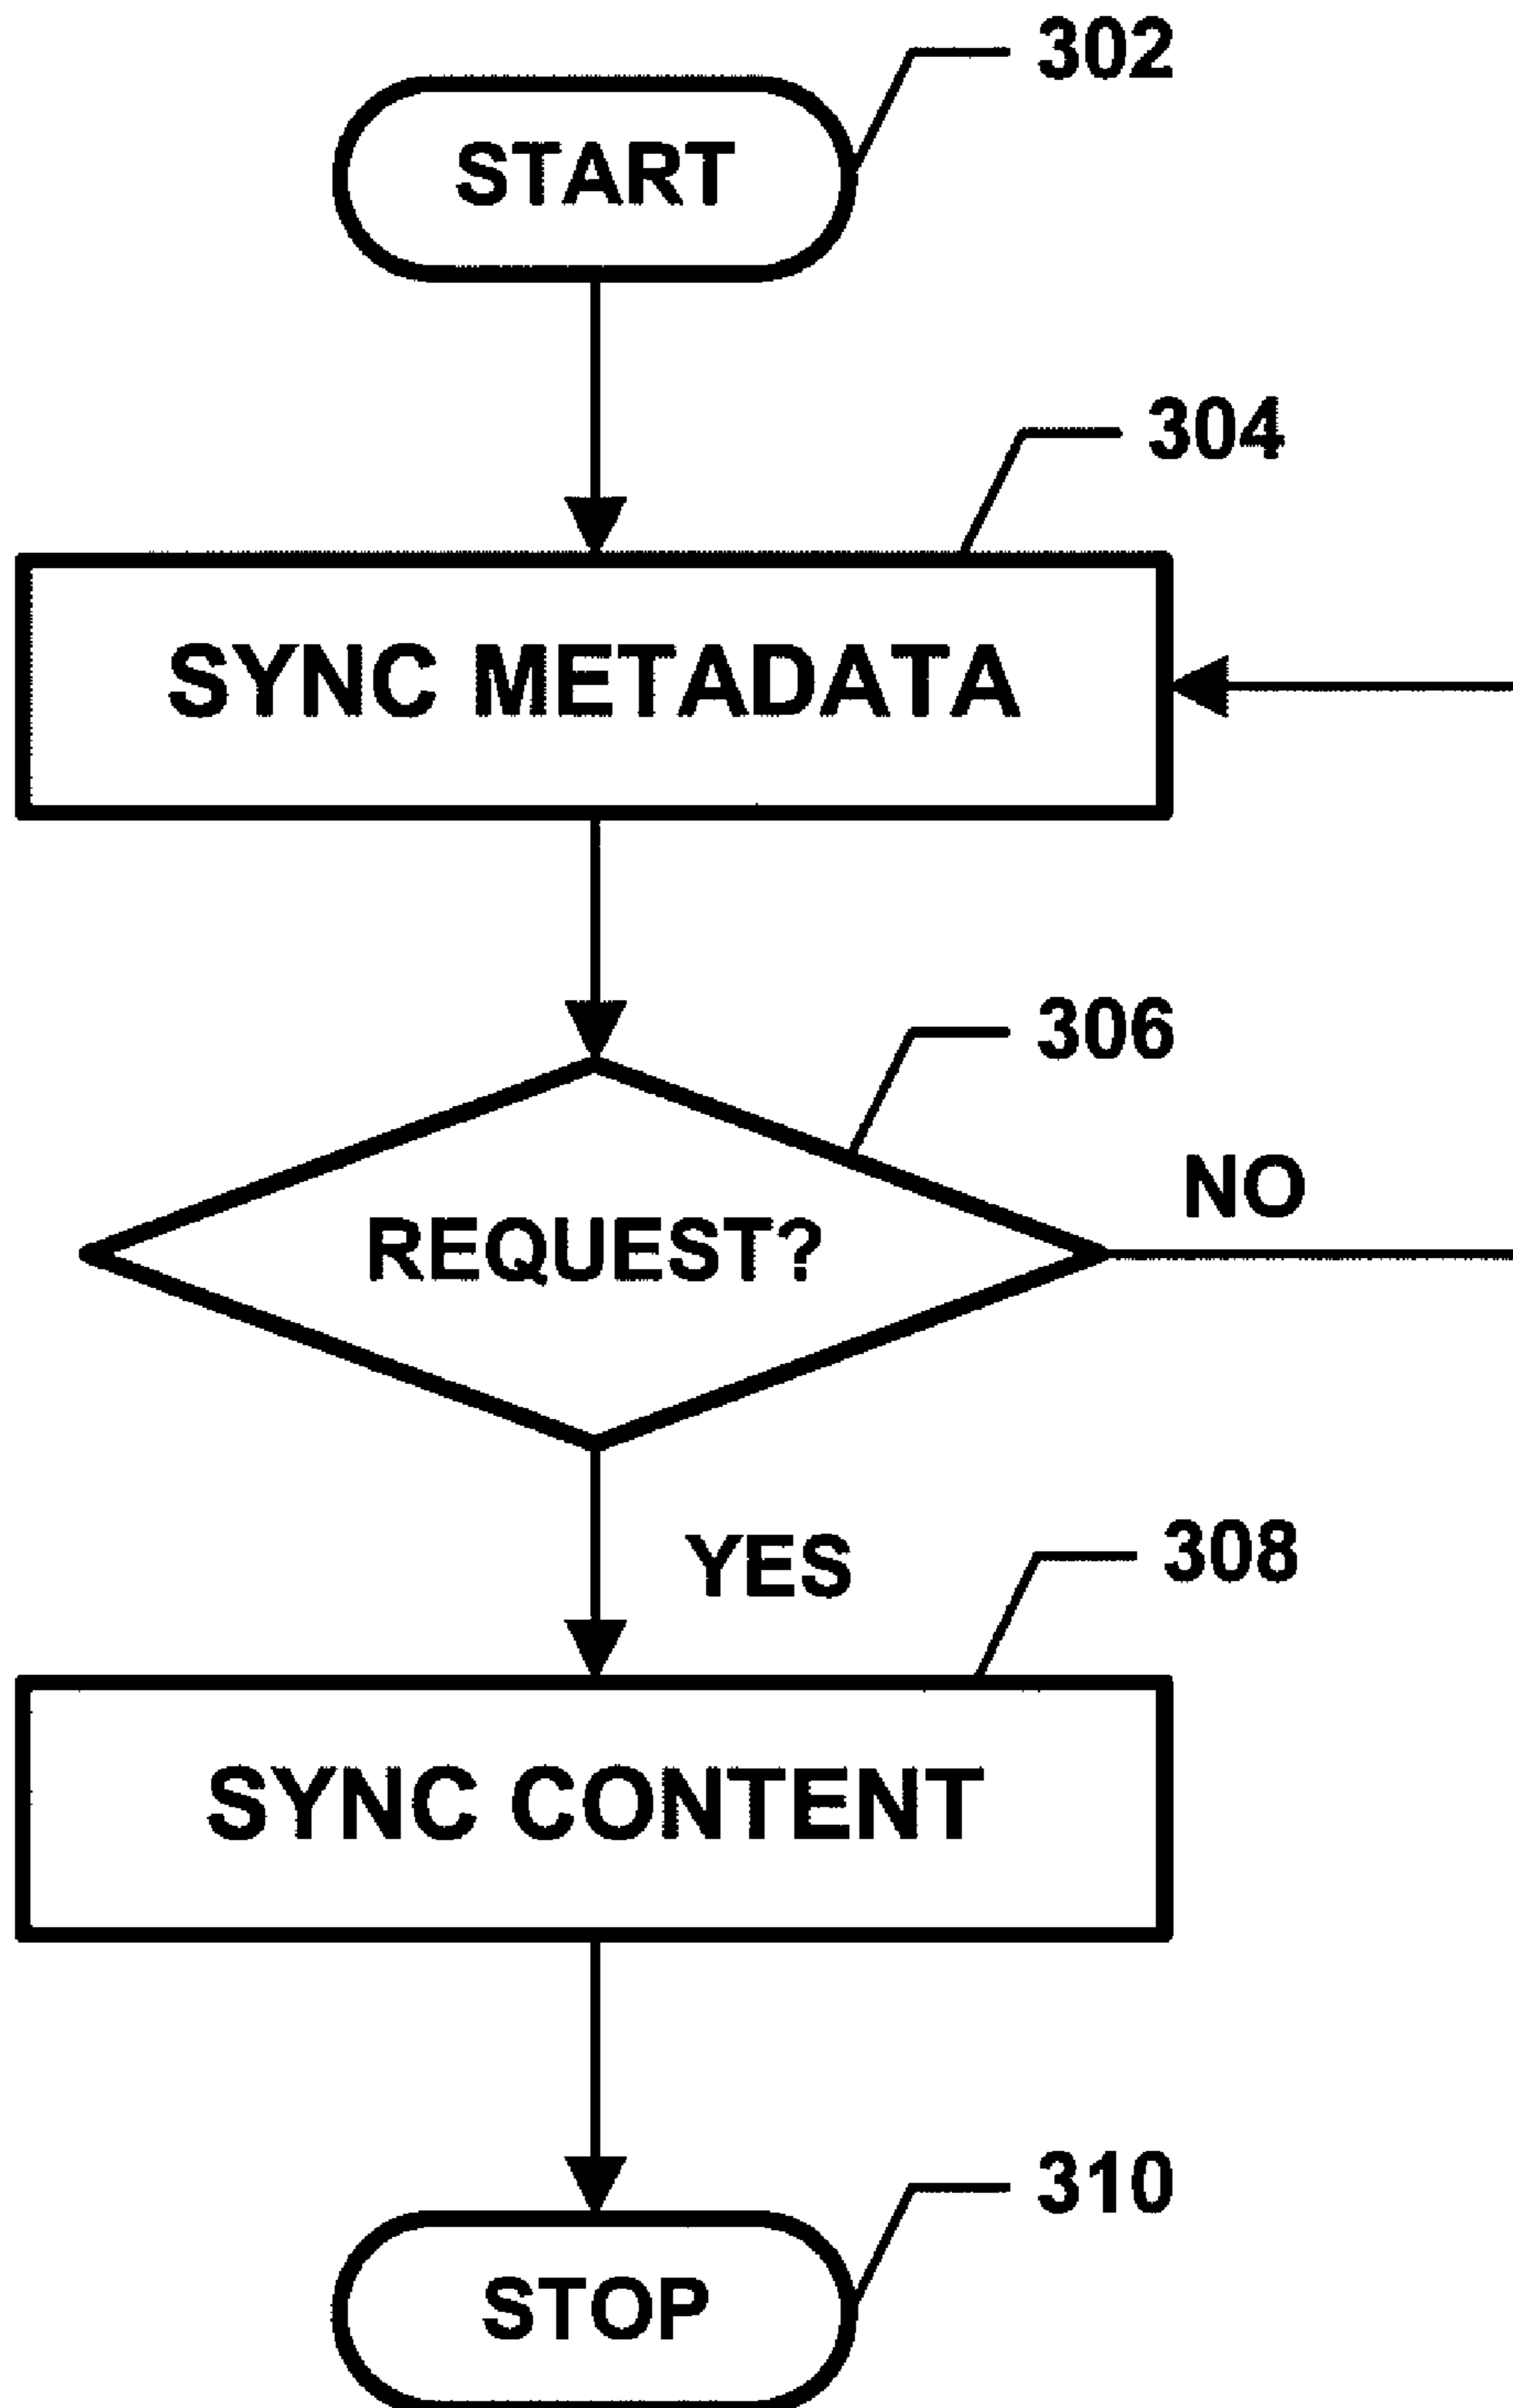 302
START
304
SYNC METADATA
306
REQUEST?
NO
YES
308
SYNC CONTENT
310
STOP